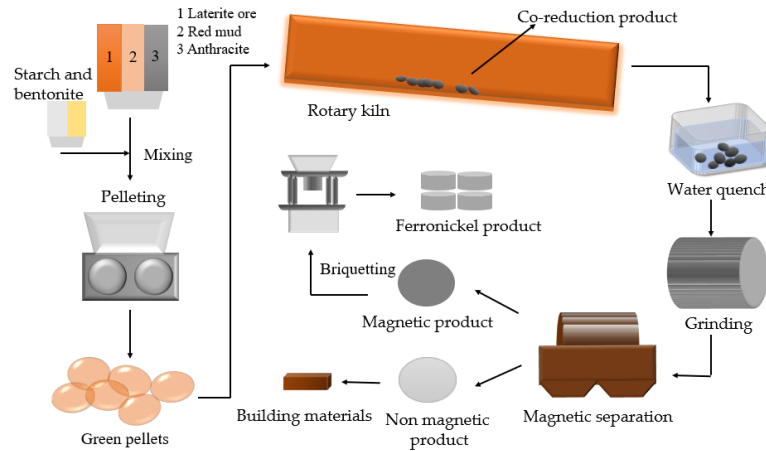 1 Laterite ore
2 Red mud
3 Anthracite
1 2 3
Starch and
bentonite
Mixing
Pelleting
Green pellets
Co-reduction product
Rotary kiln
Water quench
Grinding
Magnetic separation
Magnetic product
Briquetting
Ferronickel product
Non magnetic
product
Building materials